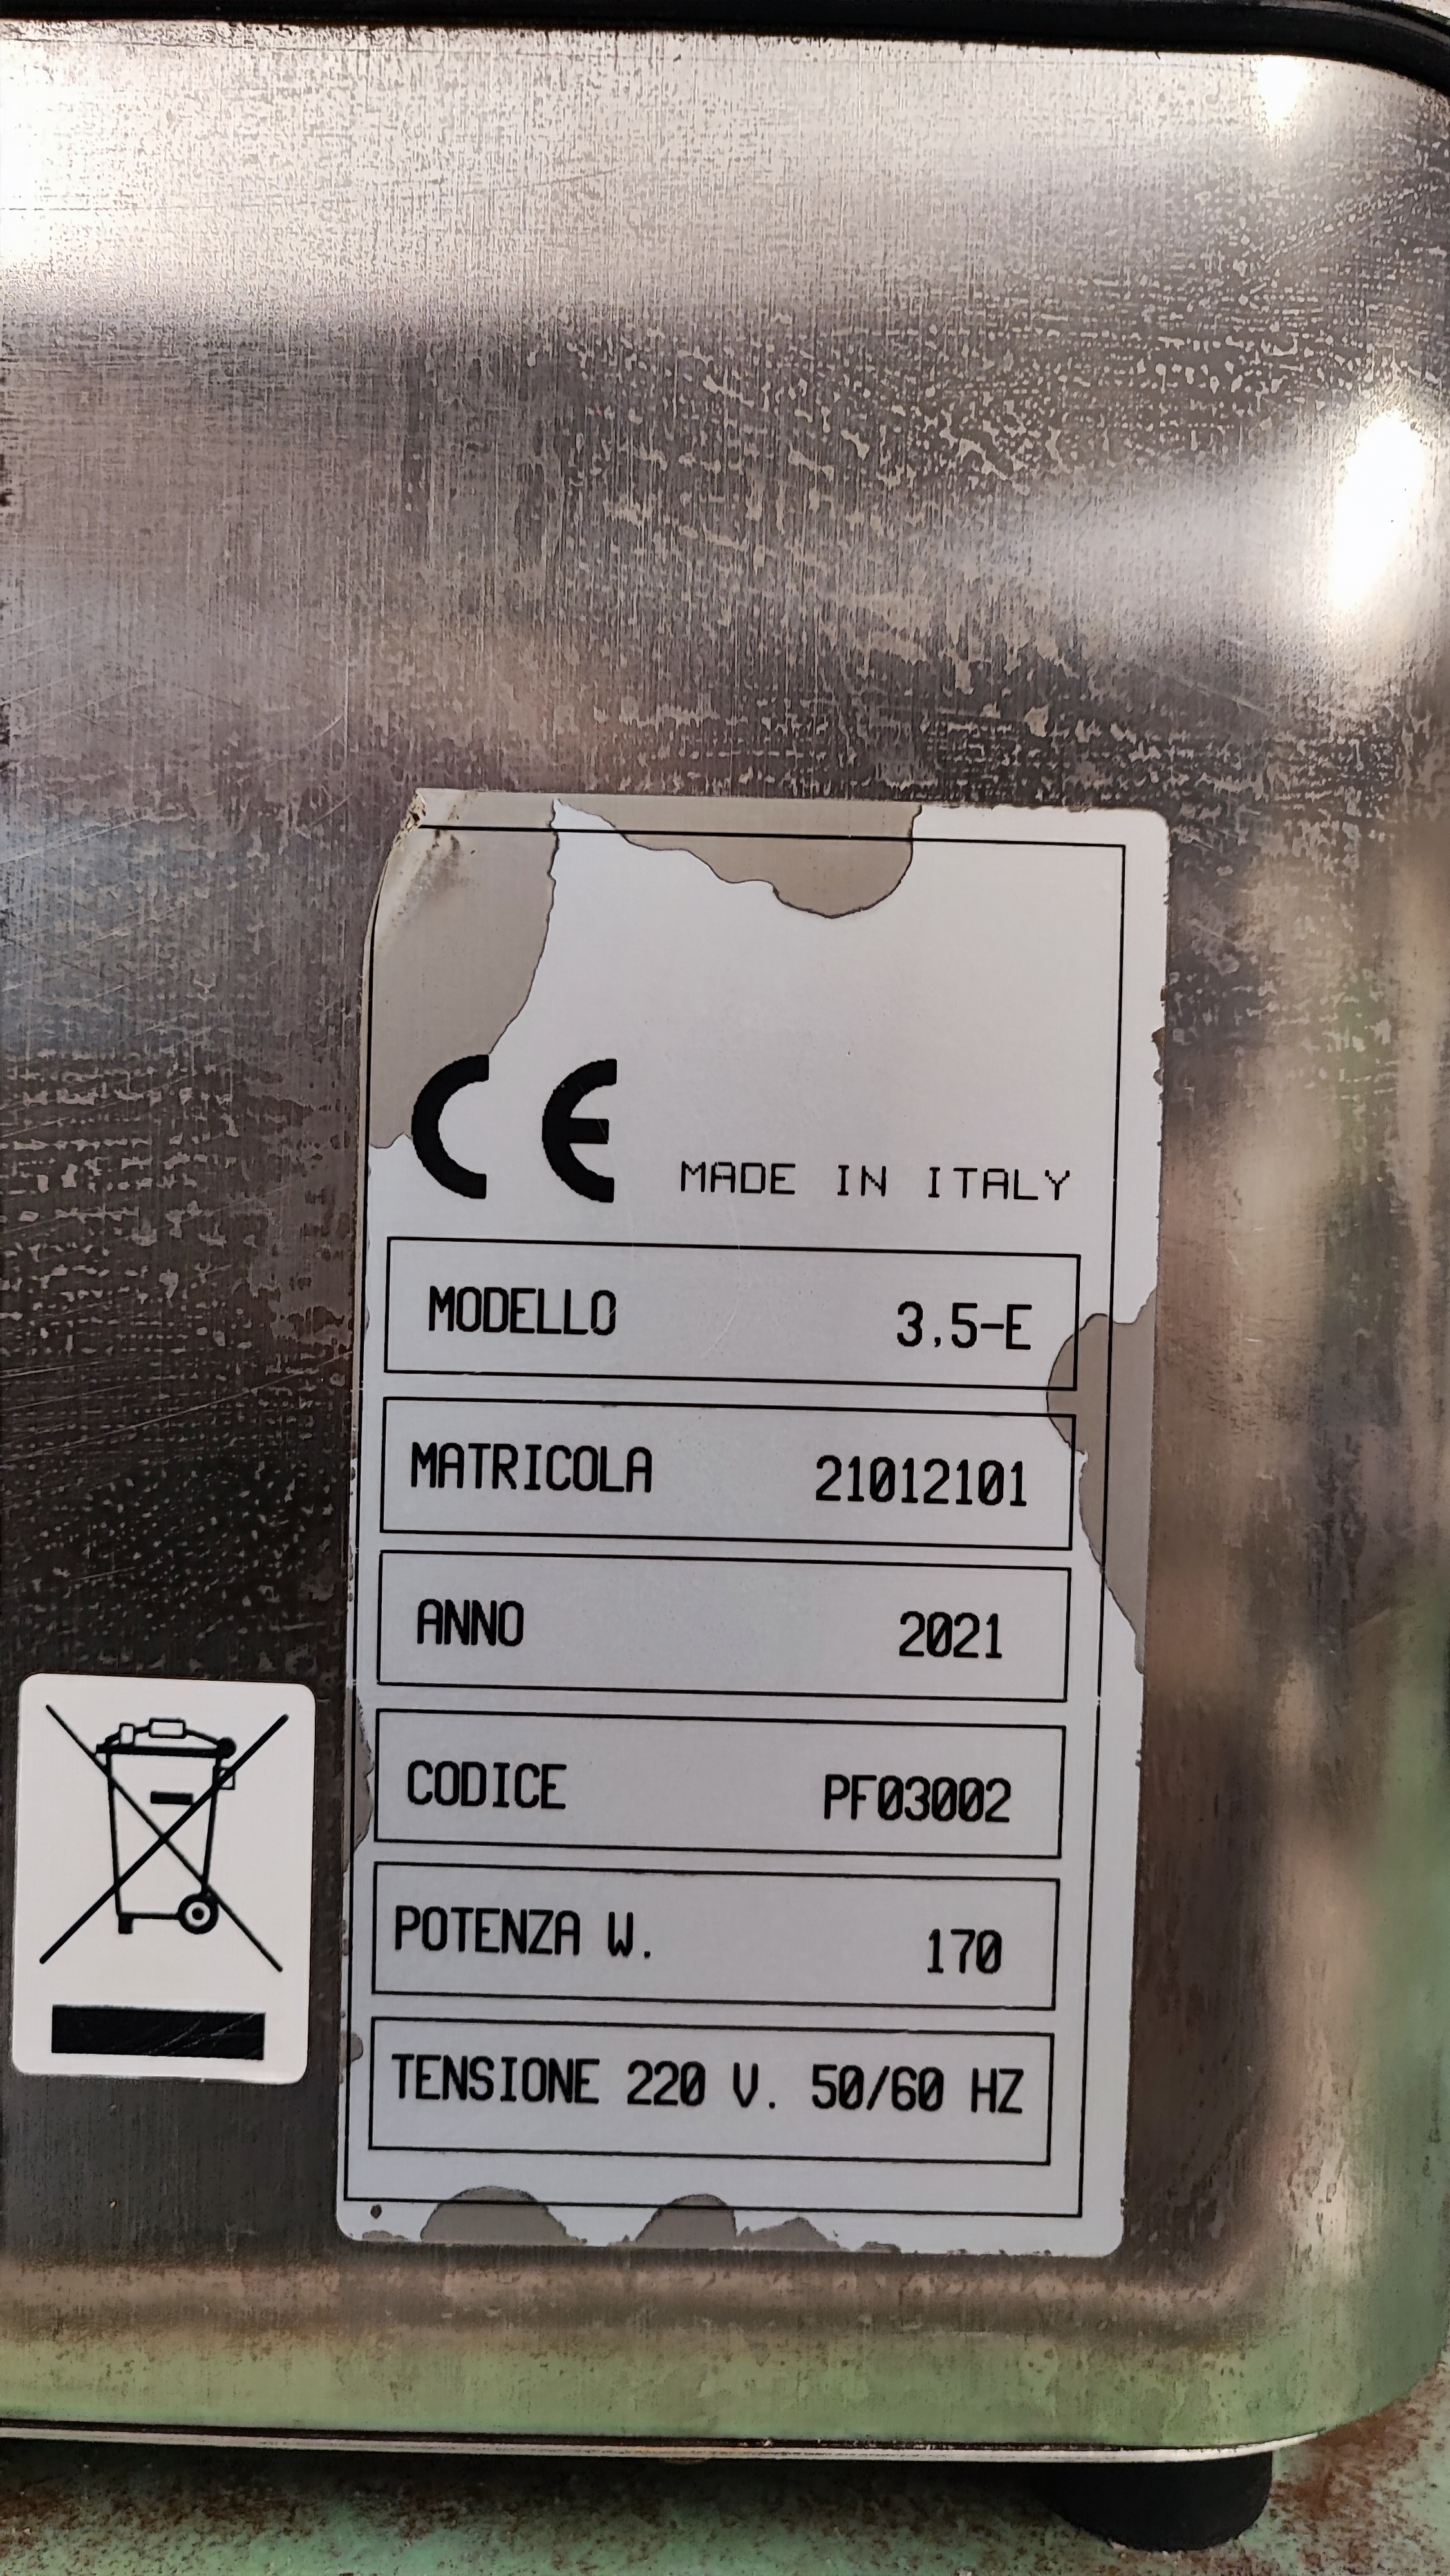 CE MADE IN ITALY
MODELLO 3,5-E
MATRICOLA 21012101
ANNO 2021
CODICE PF03002
POTENZA W. 170
TENSIONE 220 V. 50/60 HZ